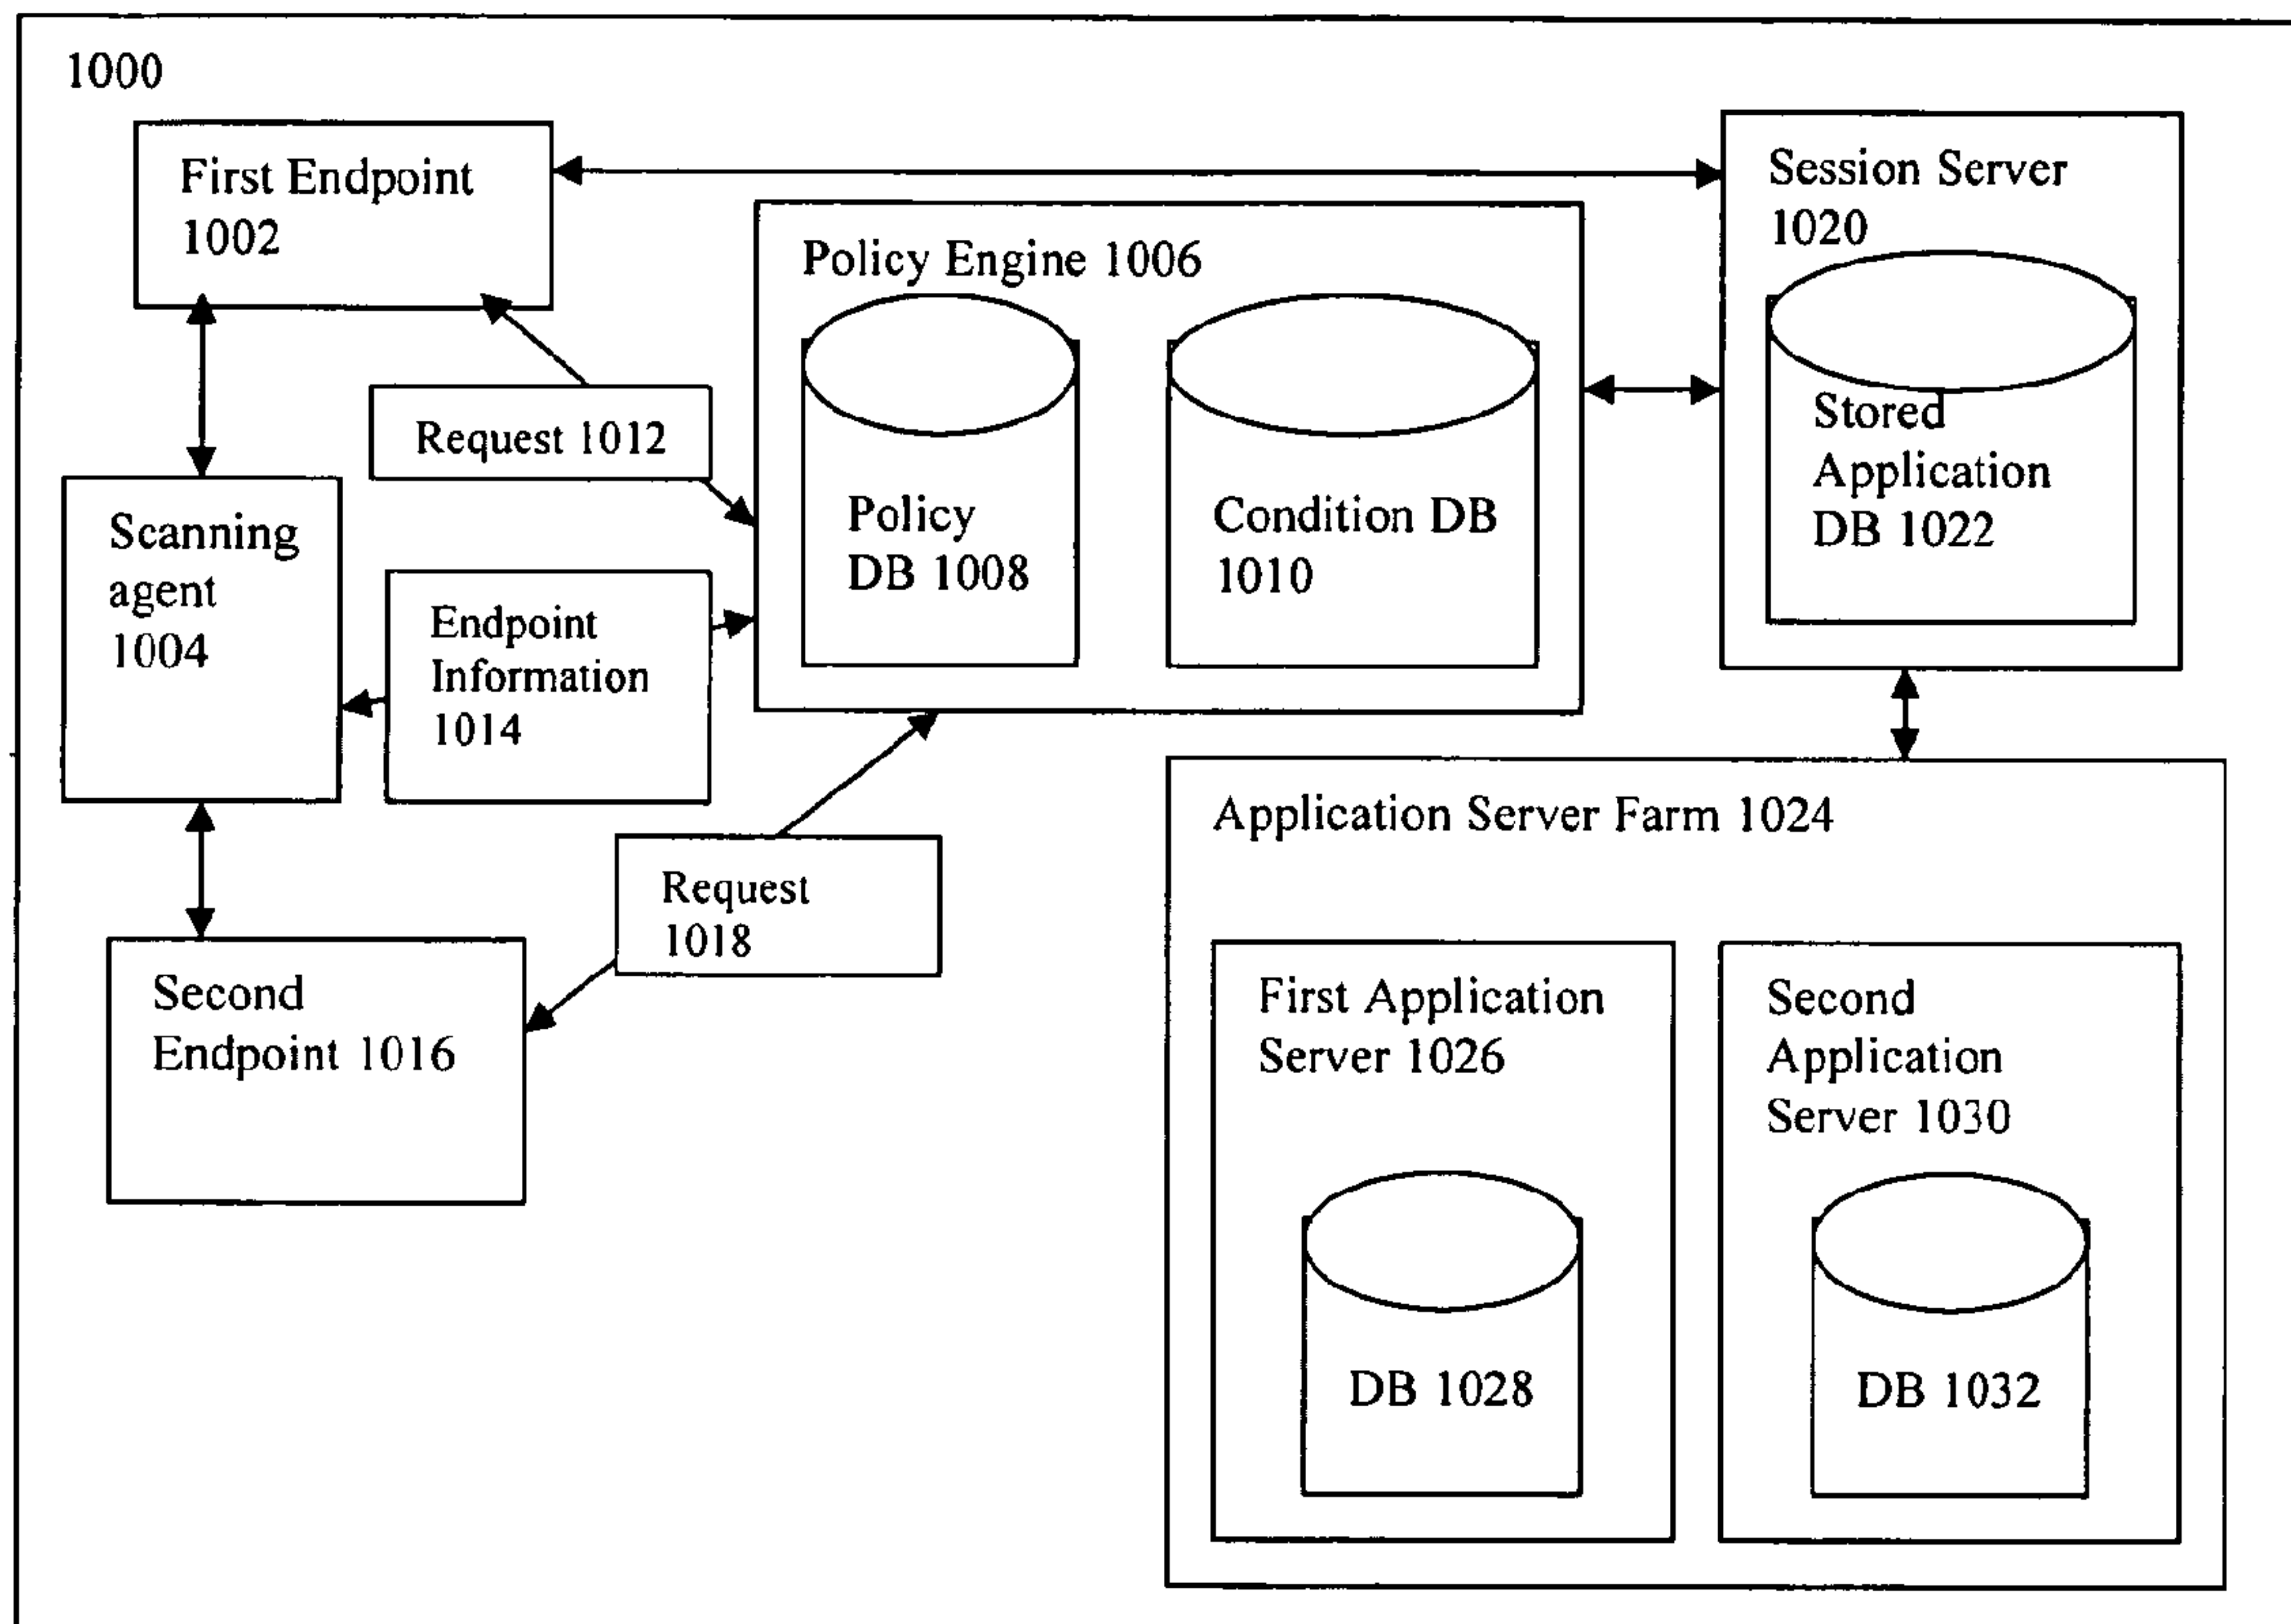 1000
First Endpoint
1002
Session Server
1020
Policy Engine 1006
Request 1012
Stored
Application
DB 1022
Policy
DB 1008
Condition DB
1010
Scanning
agent
1004
Endpoint
Information
1014
Application Server Farm 1024
Request
1018
Second
Endpoint 1016
First Application
Server 1026
Second
Application
Server 1030
DB 1028
DB 1032